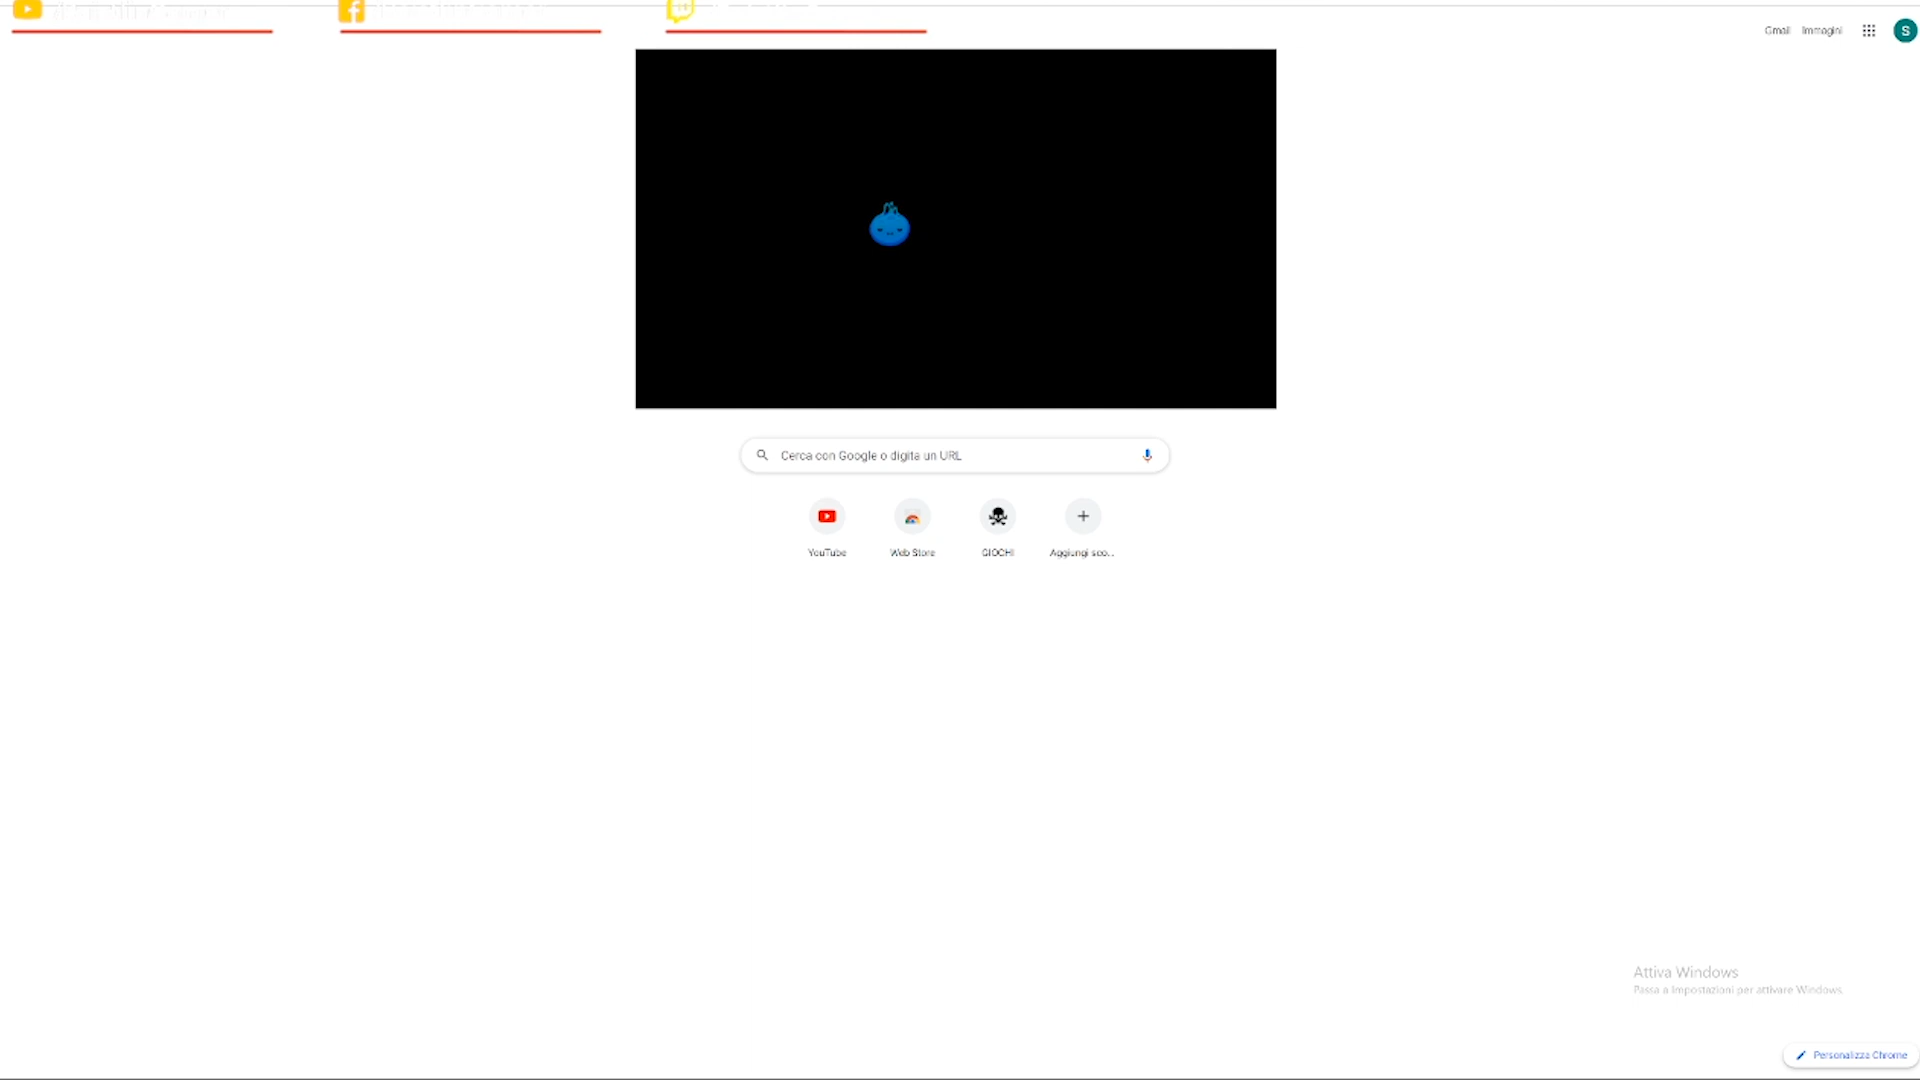 Gmail Immagini
S
Cerca con Google o digita un URL
YouTube
Web Store
GIOCHI
Aggiungi sco...
Attiva Windows
Passa a Impostazioni per attivare Windows.
Personalizza Chrome